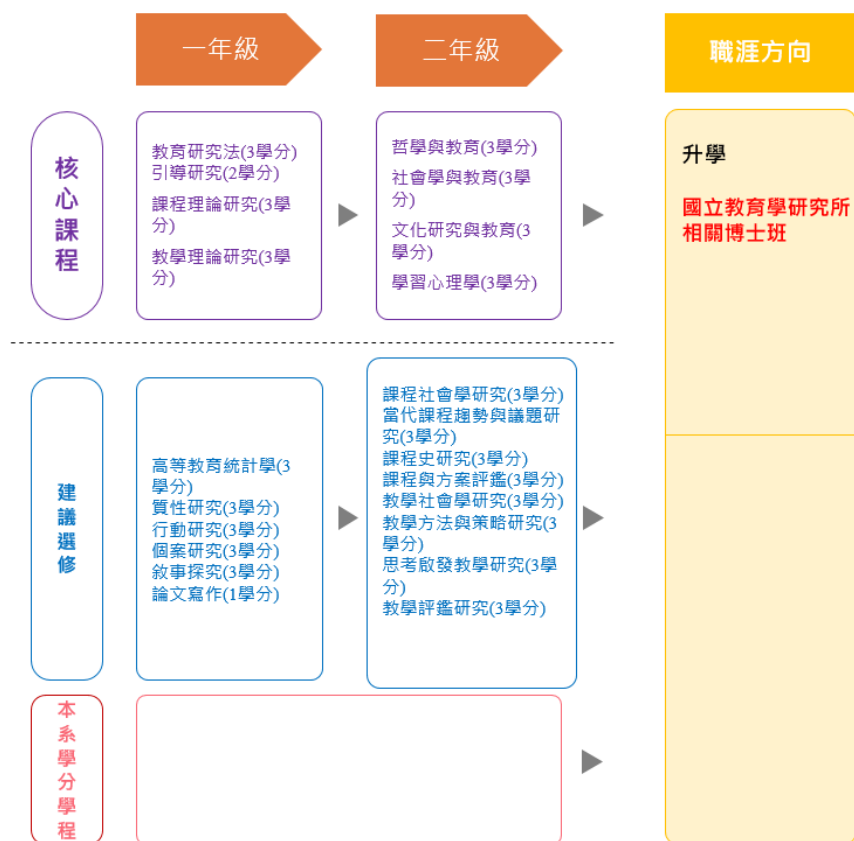 一年級
二年級
職涯方向
核
心
課
程
教育研究法(3學分)
引導研究(2學分)
課程理論研究(3學
分)
教學理論研究(3學
分)
哲學與教育(3學分)
社會學與教育(3學
分)
文化研究與教育(3
學分)
學習心理學(3學分)
升學
國立教育學研究所
相關博士班
建
議
選
修
高等教育統計學(3
學分)
質性研究(3學分)
行動研究(3學分)
個案研究(3學分)
敘事探究(3學分)
論文寫作(1學分)
課程社會學研究(3學分)
當代課程趨勢與議題研
究(3學分)
課程史研究(3學分)
課程與方案評鑑(3學分)
教學社會學研究(3學分)
教學方法與策略研究(3
學分)
思考啟發教學研究(3學
分)
教學評鑑研究(3學分)
本
系
學
分
學
程